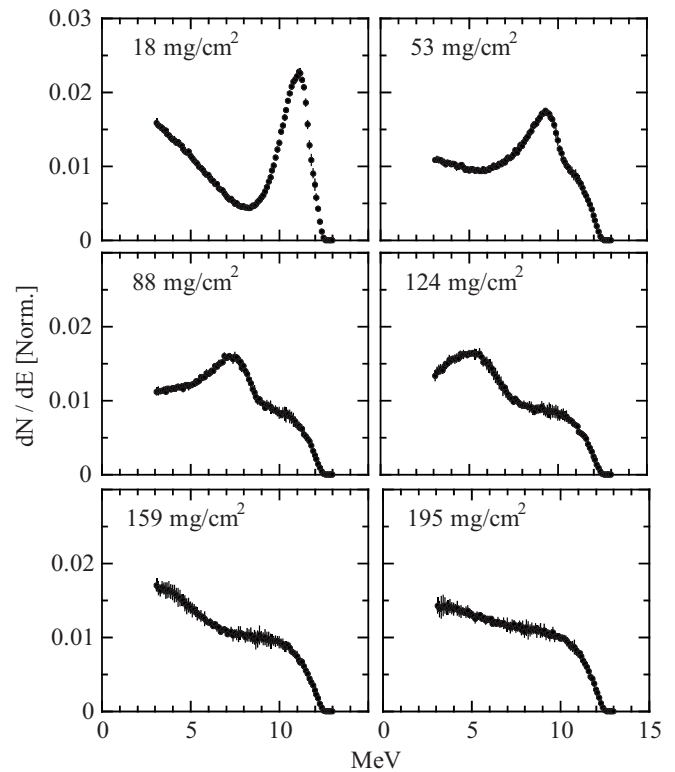 0.03
18 mg/cm²
53 mg/cm²
0.02
0.01
0
88 mg/cm²
124 mg/cm²
0.02
0.01
0
159 mg/cm²
195 mg/cm²
0.02
0.01
0
0 5 10 0 5 10 15
dN / dE [Norm.]
MeV